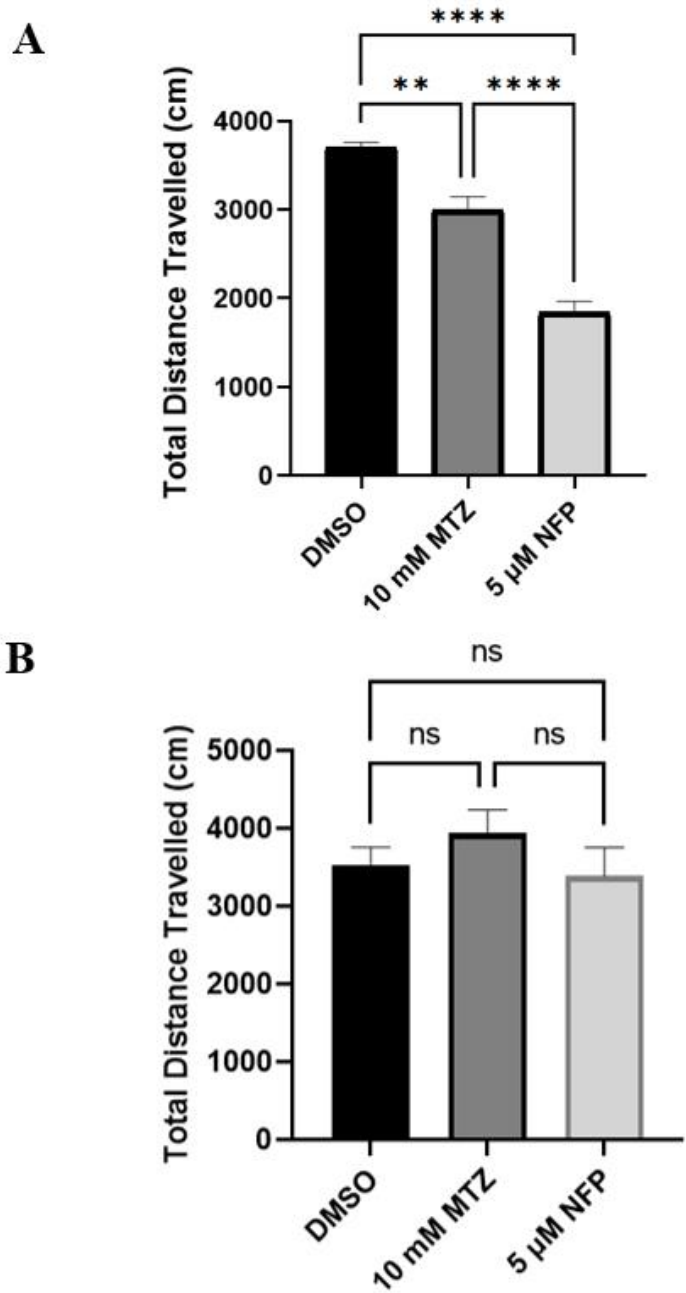 A
****
** ****
Total Distance Travelled (cm)
4000
3000
2000
1000
0
DMSO
10 mM MTZ
5 µM NFP
B
ns
ns ns
Total Distance Travelled (cm)
5000
4000
3000
2000
1000
0
DMSO
10 mM MTZ
5 µM NFP